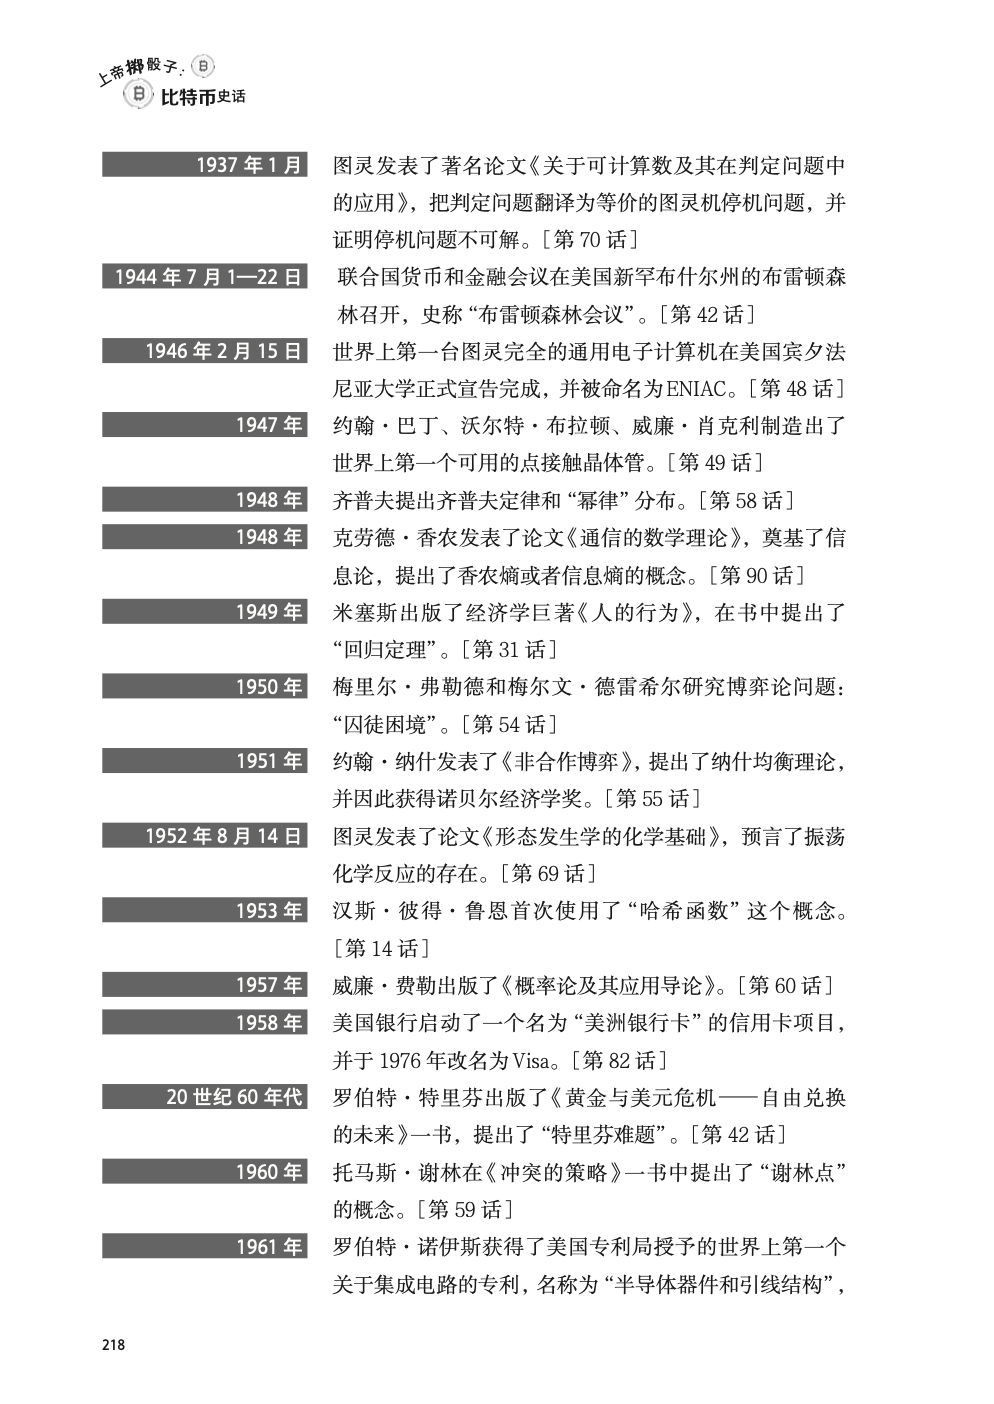 上帝掷骰子：
比特币史话
1937 年 1 月
图灵发表了著名论文《关于可计算数及其在判定问题中
的应用》，把判定问题翻译为等价的图灵机停机问题，并
证明停机问题不可解。［第 70 话］
1944 年 7 月 1—22 日
联合国货币和金融会议在美国新罕布什尔州的布雷顿森
林召开，史称“布雷顿森林会议”。［第 42 话］
1946 年 2 月 15 日
世界上第一台图灵完全的通用电子计算机在美国宾夕法
尼亚大学正式宣告完成，并被命名为ENIAC。［第 48 话］
1947 年
约翰·巴丁、沃尔特·布拉顿、威廉·肖克利制造出了
世界上第一个可用的点接触晶体管。［第 49 话］
1948 年
齐普夫提出齐普夫定律和“幂律”分布。［第 58 话］
1948 年
克劳德·香农发表了论文《通信的数学理论》，奠基了信
息论，提出了香农熵或者信息熵的概念。［第 90 话］
1949 年
米塞斯出版了经济学巨著《人的行为》，在书中提出了
“回归定理”。［第 31 话］
1950 年
梅里尔·弗勒德和梅尔文·德雷希尔研究博弈论问题：
“囚徒困境”。［第 54 话］
1951 年
约翰·纳什发表了《非合作博弈》，提出了纳什均衡理论，
并因此获得诺贝尔经济学奖。［第 55 话］
1952 年 8 月 14 日
图灵发表了论文《形态发生学的化学基础》，预言了振荡
化学反应的存在。［第 69 话］
1953 年
汉斯·彼得·鲁恩首次使用了“哈希函数”这个概念。
［第 14 话］
1957 年
威廉·费勒出版了《概率论及其应用导论》。［第 60 话］
1958 年
美国银行启动了一个名为“美洲银行卡”的信用卡项目，
并于 1976 年改名为Visa。［第 82 话］
20 世纪 60 年代
罗伯特·特里芬出版了《黄金与美元危机——自由兑换
的未来》一书，提出了“特里芬难题”。［第 42 话］
1960 年
托马斯·谢林在《冲突的策略》一书中提出了“谢林点”
的概念。［第 59 话］
1961 年
罗伯特·诺伊斯获得了美国专利局授予的世界上第一个
关于集成电路的专利，名称为“半导体器件和引线结构”，
218